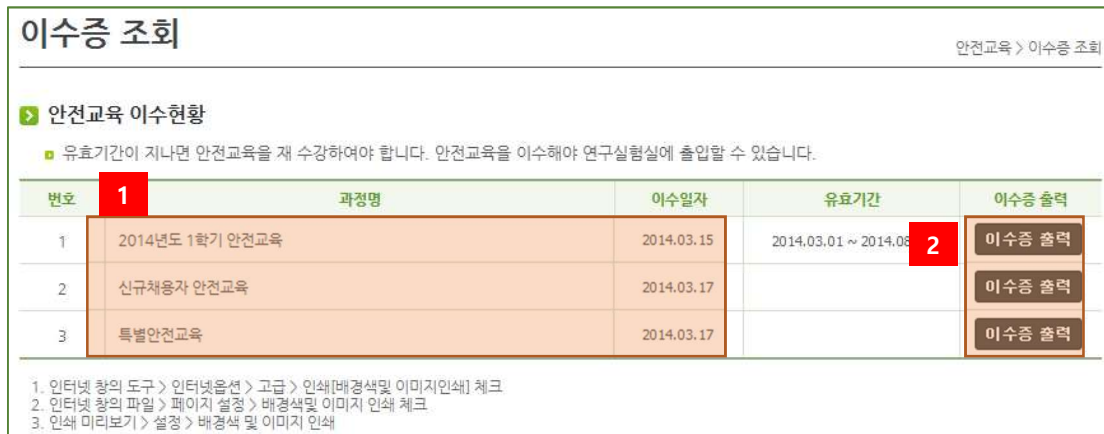 이수증 조회
안전교육 > 이수증 조회
안전교육 이수현황
유효기간이 지나면 안전교육을 재 수강하여야 합니다. 안전교육을 이수해야 연구실험실에 출입할 수 있습니다.
번호 1 과정명 이수일자 유효기간 이수증 출력
1 2014년도 1학기 안전교육 2014.03.15 2014.03.01 ~ 2014.08 2 이수증 출력
2 신규채용자 안전교육 2014.03.17 이수증 출력
3 특별안전교육 2014.03.17 이수증 출력
1. 인터넷 창의 도구 > 인터넷옵션 > 고급 > 인쇄[배경색및 이미지인쇄] 체크
2. 인터넷 창의 파일 > 페이지 설정 > 배경색및 이미지 인쇄 체크
3. 인쇄 미리보기 > 설정 > 배경색 및 이미지 인쇄